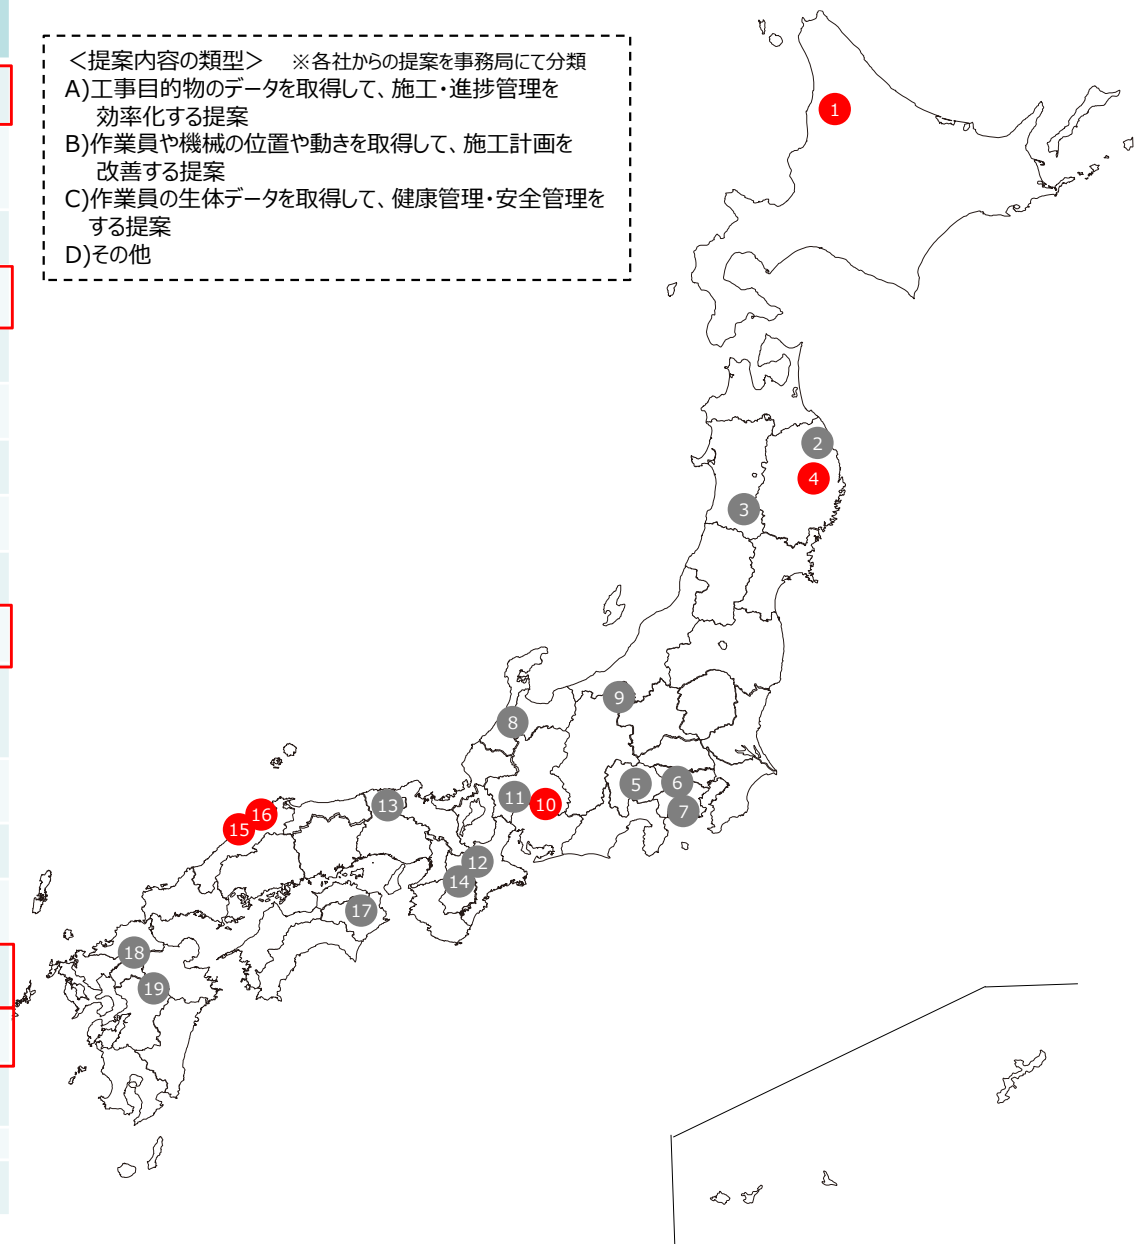 ＜提案内容の類型＞　※各社からの提案を事務局にて分類
A)工事目的物のデータを取得して、施工・進捗管理を
効率化する提案
B)作業員や機械の位置や動きを取得して、施工計画を
改善する提案
C)作業員の生体データを取得して、健康管理・安全管理を
する提案
D)その他
1
2
4
3
9
8
5
6
7
11
10
13
16
15
12
14
17
18
19